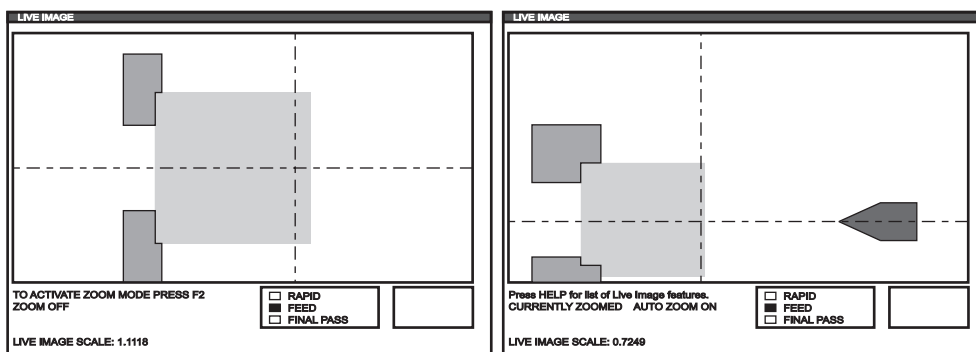 LIVE IMAGE
TO ACTIVATE ZOOM MODE PRESS F2
ZOOM OFF
RAPID
FEED
FINAL PASS
LIVE IMAGE SCALE: 1.1118
LIVE IMAGE
Press HELP for list of Live Image features.
CURRENTLY ZOOMED AUTO ZOOM ON
RAPID
FEED
FINAL PASS
LIVE IMAGE SCALE: 0.7249